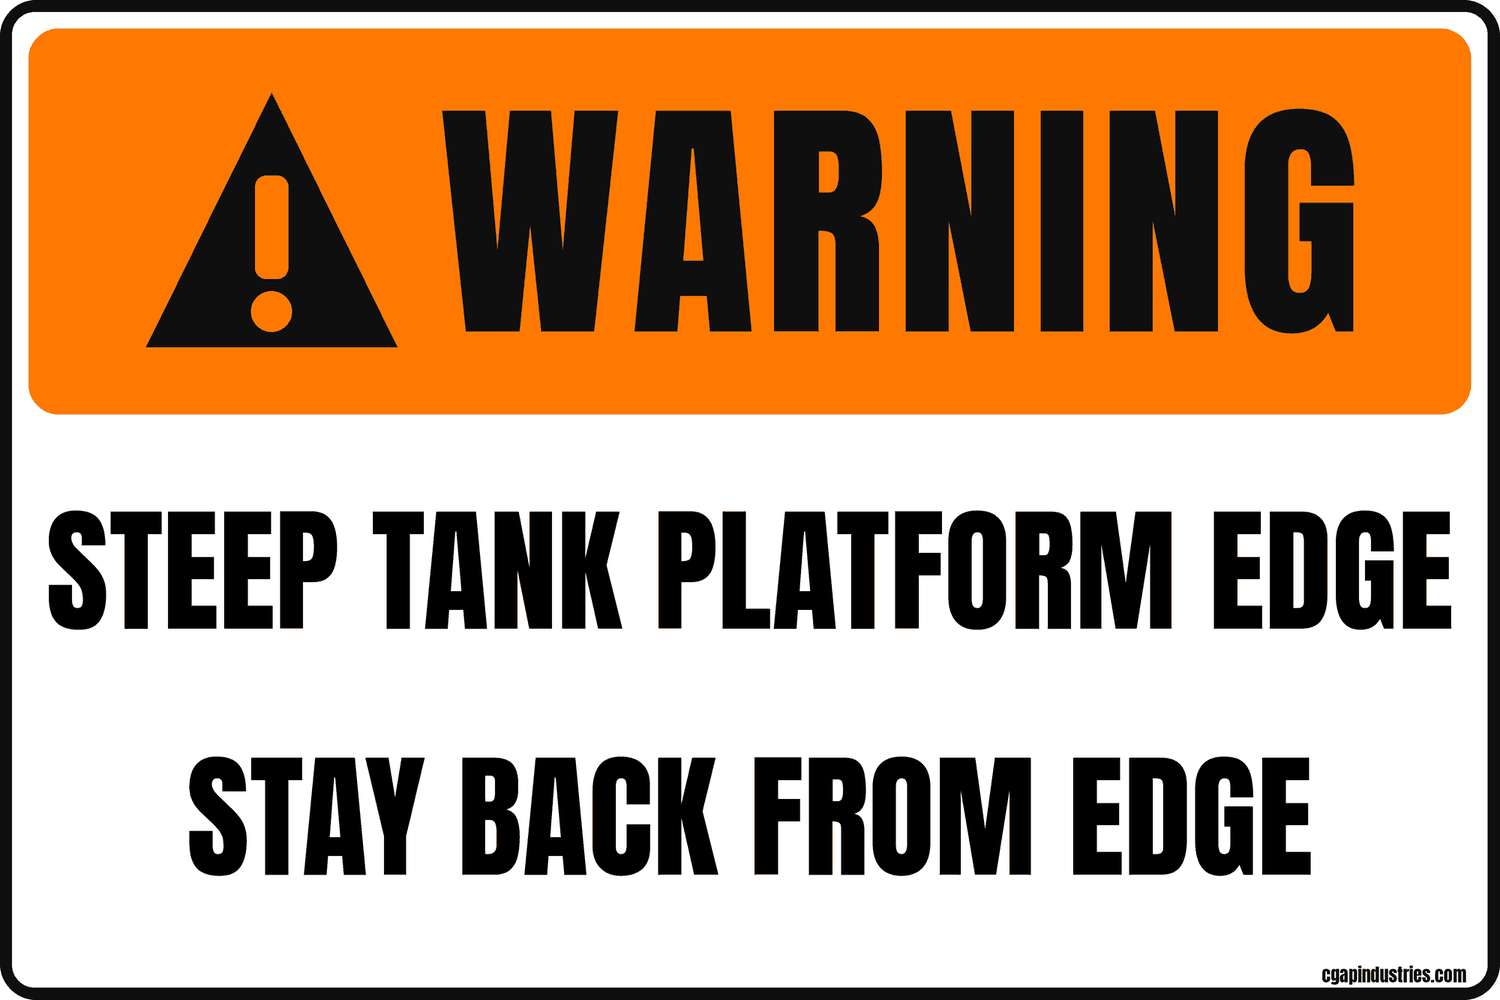 WARNING
STEEP TANK PLATFORM EDGE
STAY BACK FROM EDGE
cgapindustries.com